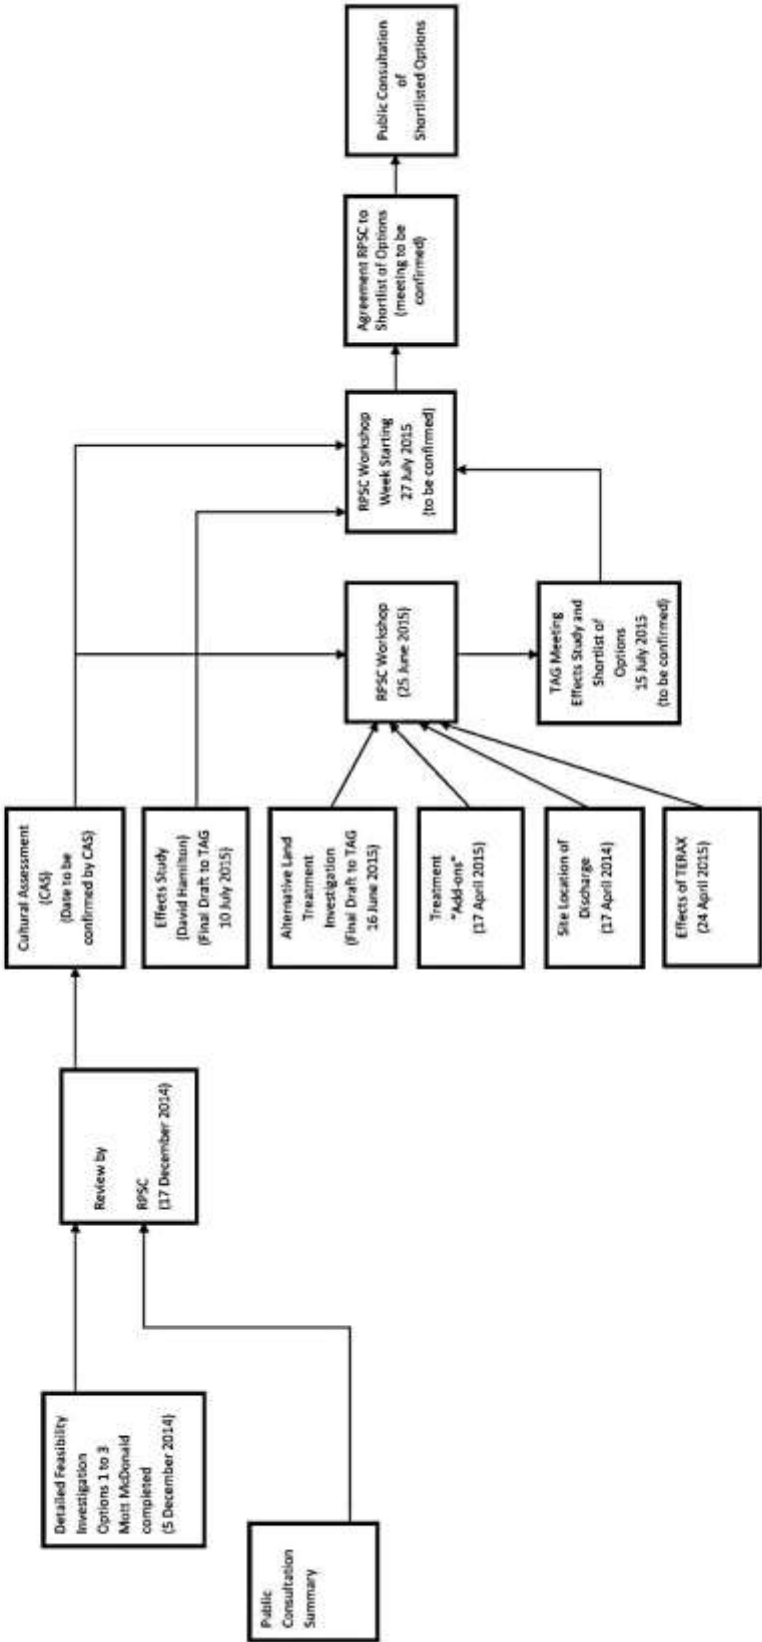 Detailed Feasibility
Investigation
Options 1 to 3
Mott McDonald
completed
(5 December 2014)
Public
Consultation
Summary
Review by
RPSC
(17 December 2014)
Cultural Assessment
(CAS)
(Date to be
confirmed by CAS)
Effects Study
(David Hamilton)
(Final Draft to TAG
10 July 2015)
Alternative Land
Treatment
Investigation
(Final Draft to TAG
16 June 2015)
Treatment
"Add-ons"
(17 April 2015)
Site Location of
Discharge
(17 April 2014)
Effects of TERAX
(24 April 2015)
RPSC Workshop
(25 June 2015)
TAG Meeting
Effects Study and
Shortlist of
Options
15 July 2015
(to be confirmed)
RPSC Workshop
Week Starting
27 July 2015
(to be confirmed)
Agreement RPSC to
Shortlist of Options
(meeting to be
confirmed)
Public Consultation
of
Shortlisted Options